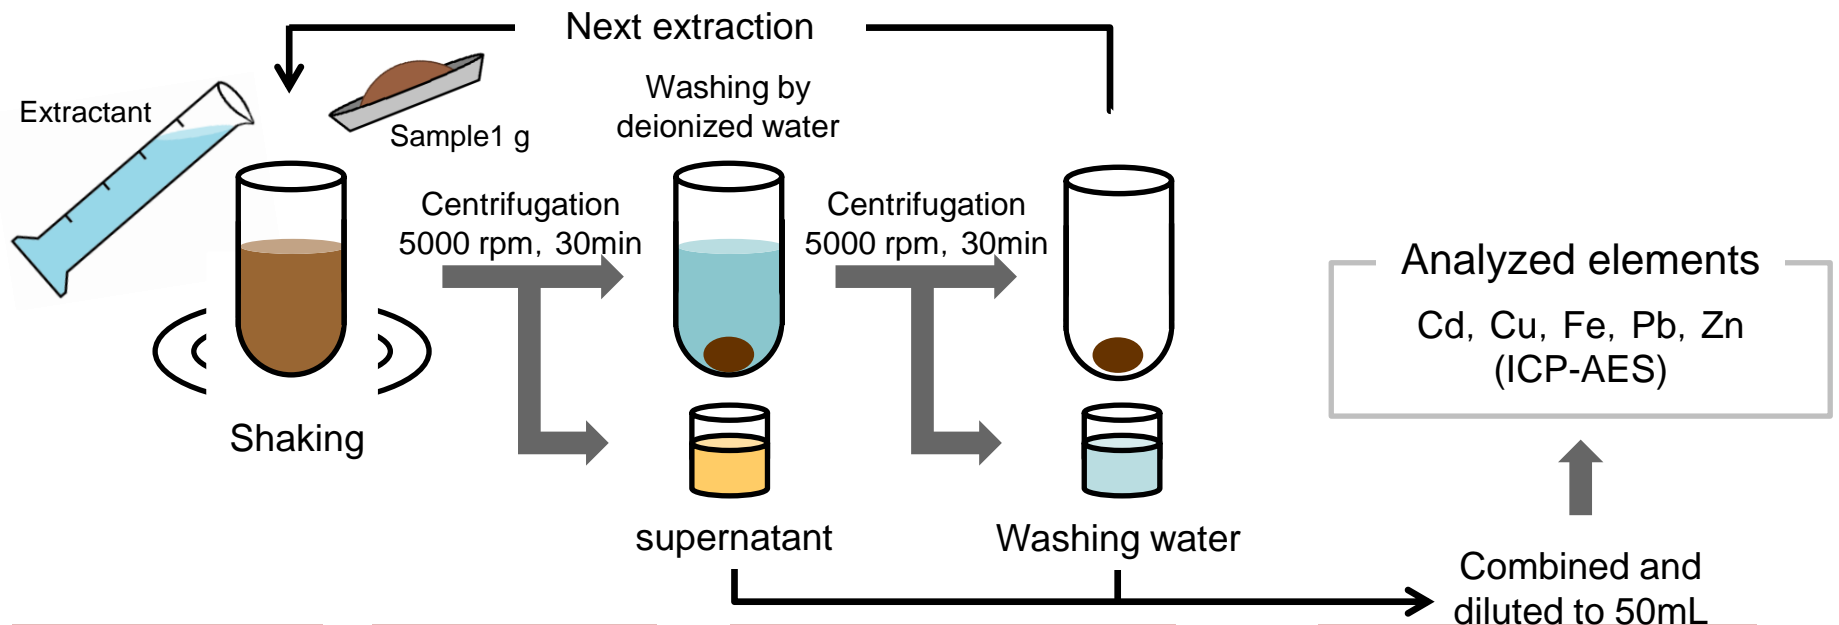 Next extraction
Extractant
Sample1 g
Washing by
deionized water
Centrifugation
5000 rpm, 30min
Centrifugation
5000 rpm, 30min
Shaking
supernatant
Washing water
Analyzed elements
Cd, Cu, Fe, Pb, Zn
(ICP-AES)
Combined and
diluted to 50mL